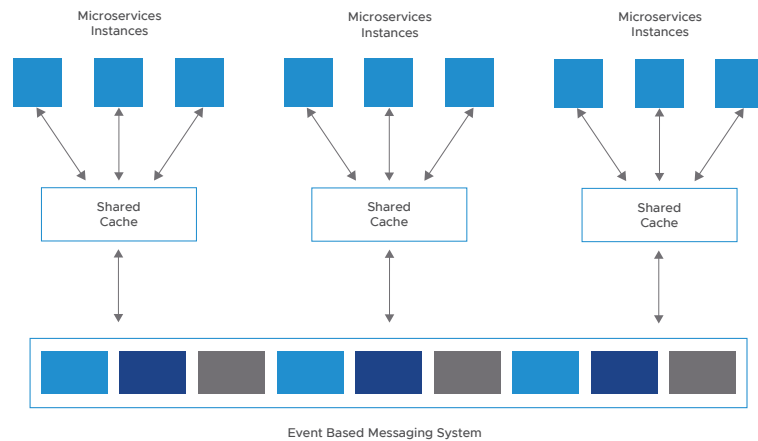 Microservices
Instances
Microservices
Instances
Microservices
Instances
Shared
Cache
Shared
Cache
Shared
Cache
Event Based Messaging System